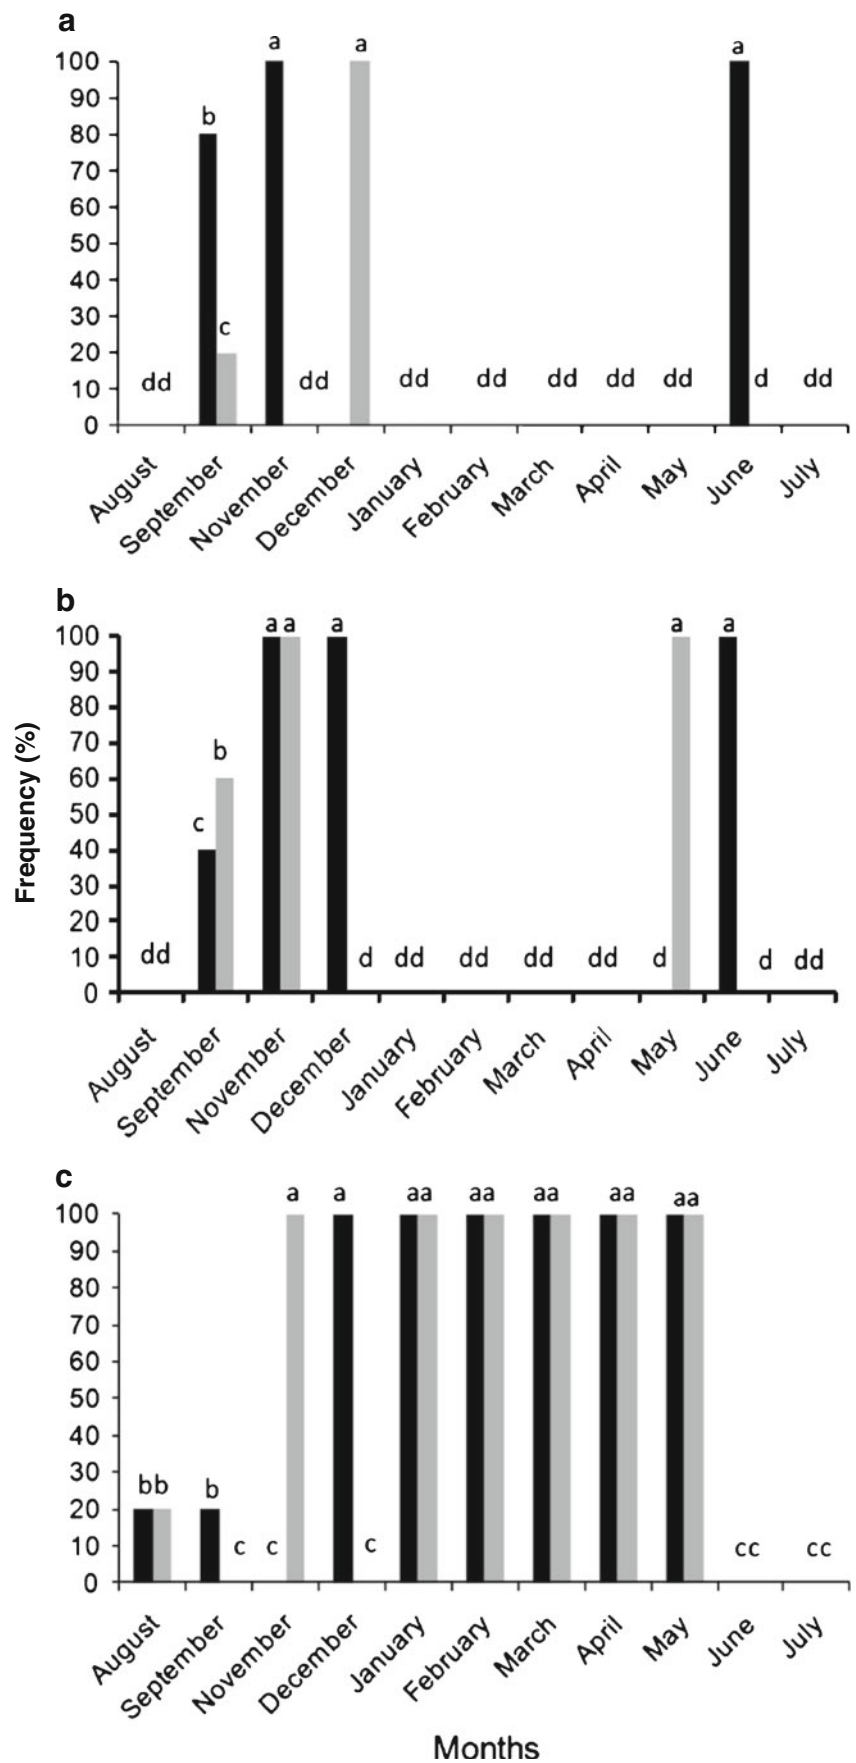 a
a
a
a
100
90
b
80
70
60
50
40
c
30
20
dd
dd
dd
dd
dd
dd
dd
d
dd
10
0
August
September
November
December
January
February
March
April
May
June
July
b
a a
a
a
a
100
90
b
80
70
60
c
50
40
30
20
dd
d
dd
dd
dd
dd
d
d
dd
10
0
Frequency (%)
August
September
November
December
January
February
March
April
May
June
July
c
a
a
aa
aa
aa
aa
aa
100
90
80
70
60
50
40
30
bb
b
20
c
c
c
cc
cc
10
0
August
September
November
December
January
February
March
April
May
June
July
Months